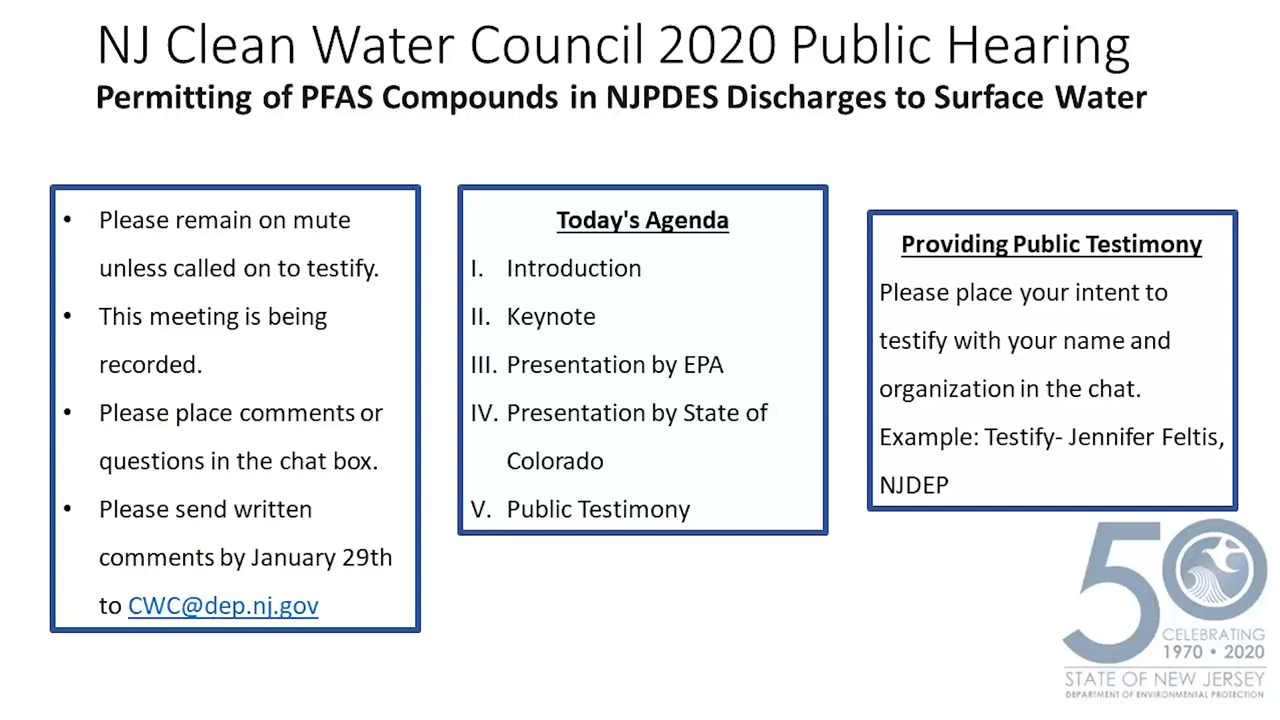 NJ Clean Water Council 2020 Public Hearing
Permitting of PFAS Compounds in NJPDES Discharges to Surface Water
• Please remain on mute
unless called on to testify.
• This meeting is being
recorded.
• Please place comments or
questions in the chat box.
• Please send written
comments by January 29th
to CWC@dep.nj.gov
Today's Agenda
I. Introduction
II. Keynote
III. Presentation by EPA
IV. Presentation by State of
Colorado
V. Public Testimony
Providing Public Testimony
Please place your intent to
testify with your name and
organization in the chat.
Example: Testify- Jennifer Feltis,
NJDEP
50
CELEBRATING
1970 • 2020
STATE OF NEW JERSEY
DEPARTMENT OF ENVIRONMENTAL PROTECTION